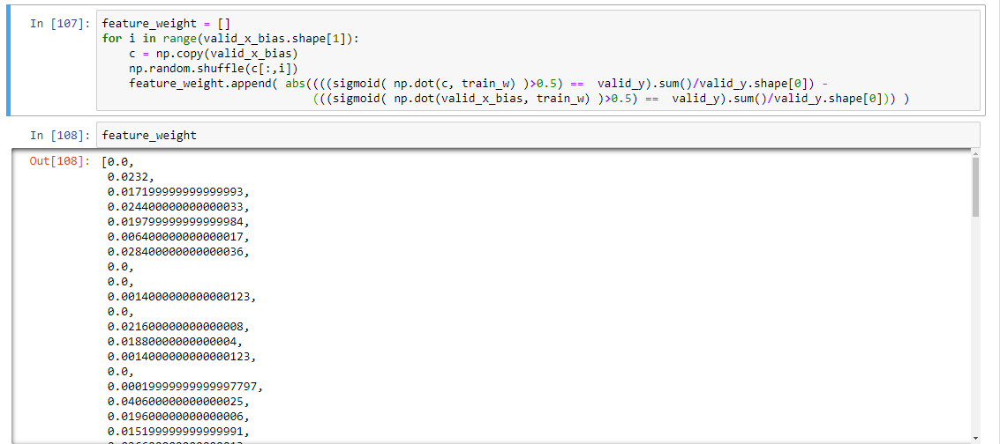 In [107]: feature_weight = []
for i in range(valid_x_bias.shape[1]):
    c = np.copy(valid_x_bias)
    np.random.shuffle(c[:,i])
    feature_weight.append( abs((((sigmoid( np.dot(c, train_w) )>0.5) ==  valid_y).sum()/valid_y.shape[0]) -
                               (((sigmoid( np.dot(valid_x_bias, train_w) )>0.5) ==  valid_y).sum()/valid_y.shape[0])) )
In [108]: feature_weight
Out[108]: [0.0,
0.0232,
0.017199999999999993,
0.024400000000000033,
0.019799999999999984,
0.006400000000000017,
0.028400000000000036,
0.0,
0.0,
0.0014000000000000123,
0.0,
0.021600000000000008,
0.01880000000000004,
0.0014000000000000123,
0.0,
0.00019999999999997797,
0.040600000000000025,
0.019600000000000006,
0.015199999999999991,